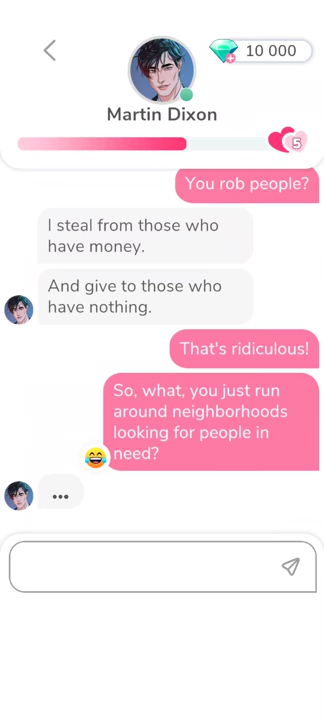 10 000
Martin Dixon
5
You rob people?
I steal from those who
have money.
And give to those who
have nothing.
That's ridiculous!
So, what, you just run
around neighborhoods
looking for people in
need?
...